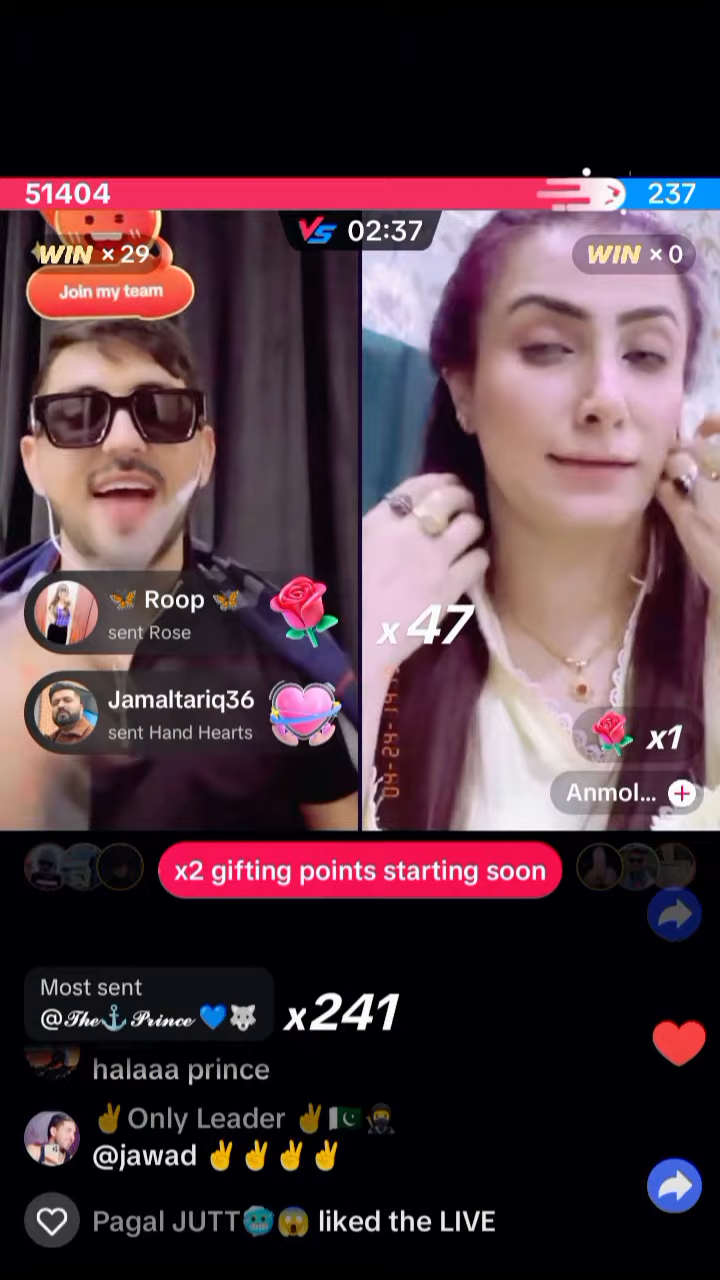 51404
237
VS 02:37
WIN × 29
WIN × 0
Join my team
🦋 Roop 🦋
sent Rose
x47
Jamaltariq36
sent Hand Hearts
x1
Anmol...
x2 gifting points starting soon
Most sent
@𝓣𝓱𝓮⚓𝓟𝓻𝓲𝓷𝓬𝓮 💙🐺
x241
halaaa prince
✌️Only Leader ✌️🇵🇰🥷
@jawad ✌️✌️✌️✌️
Pagal JUTT🥶😱 liked the LIVE